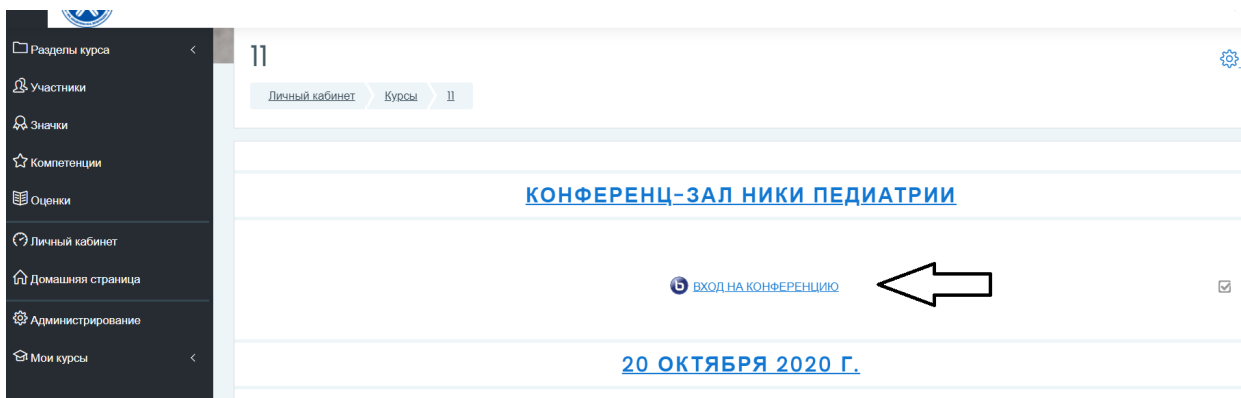 Разделы курса
Участники
Значки
Компетенции
Оценки
Личный кабинет
Домашняя страница
Администрирование
Мои курсы
11
Личный кабинет Курсы 11
КОНФЕРЕНЦ-ЗАЛ НИКИ ПЕДИАТРИИ
ВХОД НА КОНФЕРЕНЦИЮ
20 ОКТЯБРЯ 2020 Г.